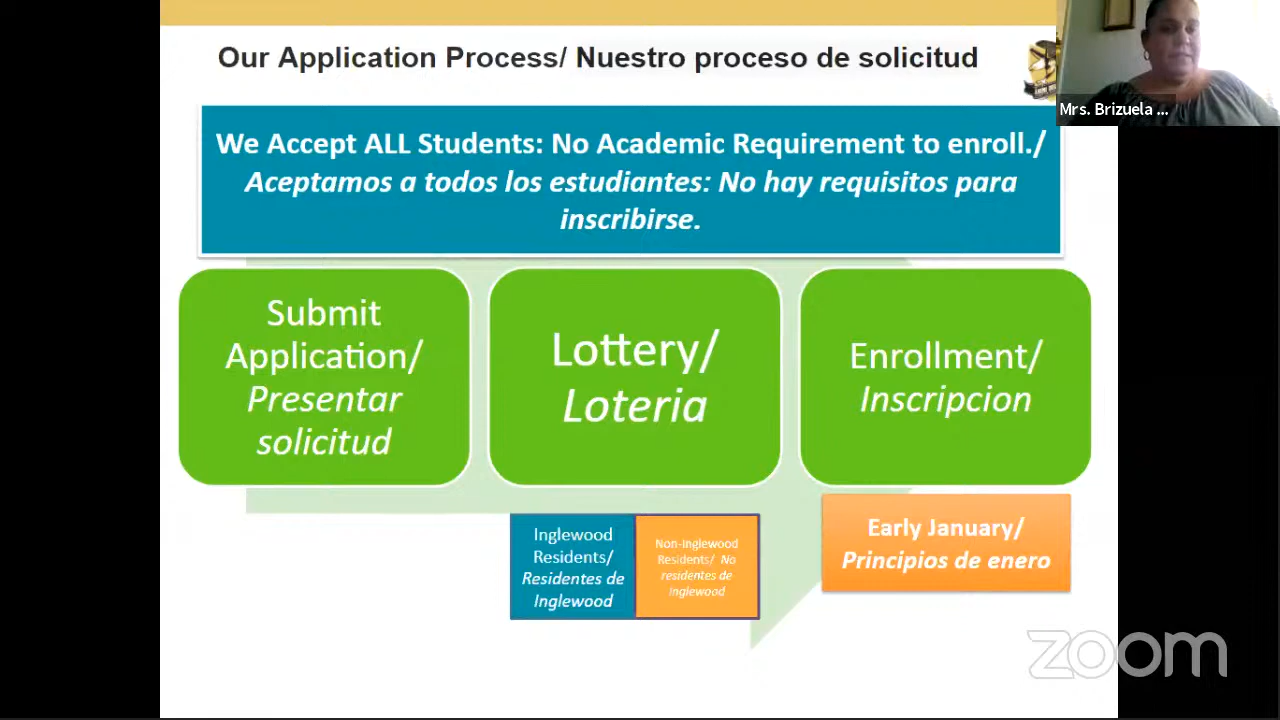 Our Application Process/ Nuestro proceso de solicitud
Mrs. Brizuela ...
We Accept ALL Students: No Academic Requirement to enroll./
Aceptamos a todos los estudiantes: No hay requisitos para
inscribirse.
Submit
Application/
Presentar
solicitud
Lottery/
Loteria
Enrollment/
Inscripcion
Inglewood
Residents/
Residentes de
Inglewood
Non-Inglewood
Residents/ No
residentes de
Inglewood
Early January/
Principios de enero
zoom